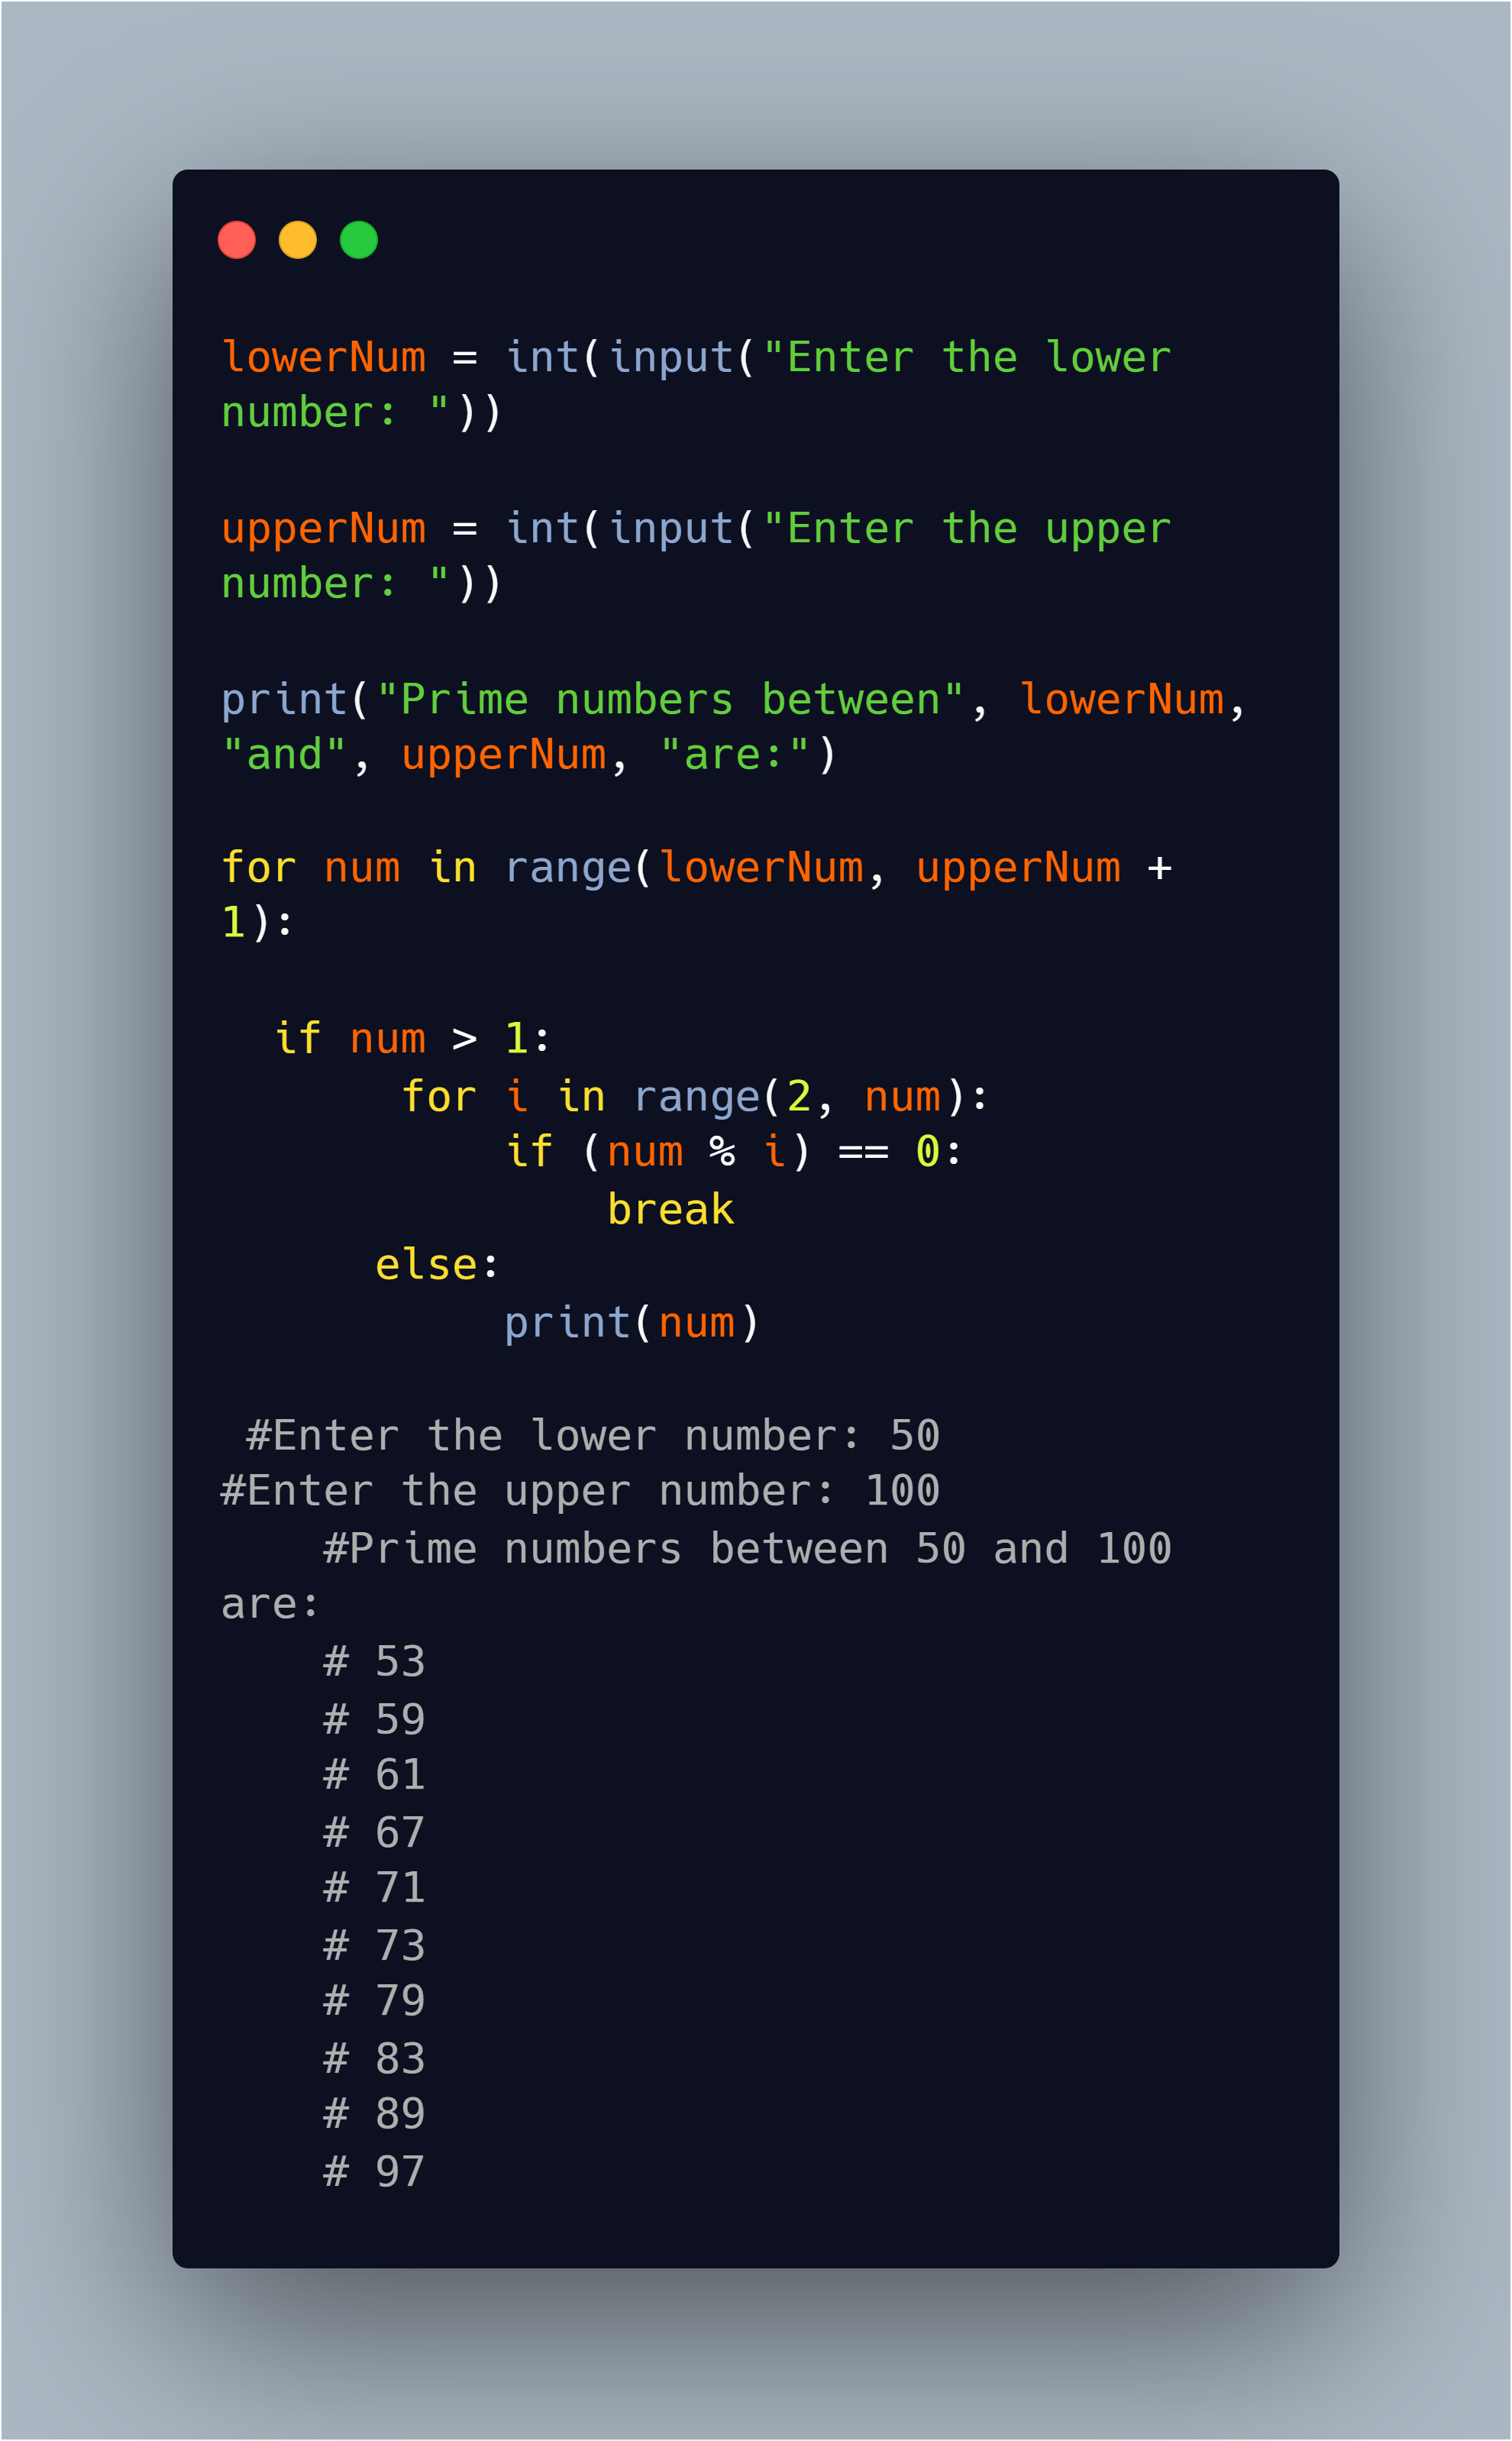 lowerNum = int(input("Enter the lower
number: "))
upperNum = int(input("Enter the upper
number: "))
print("Prime numbers between", lowerNum,
"and", upperNum, "are:")
for num in range(lowerNum, upperNum +
1):
  if num > 1:
       for i in range(2, num):
           if (num % i) == 0:
               break
      else:
           print(num)
 #Enter the lower number: 50
#Enter the upper number: 100
    #Prime numbers between 50 and 100
are:
    # 53
    # 59
    # 61
    # 67
    # 71
    # 73
    # 79
    # 83
    # 89
    # 97